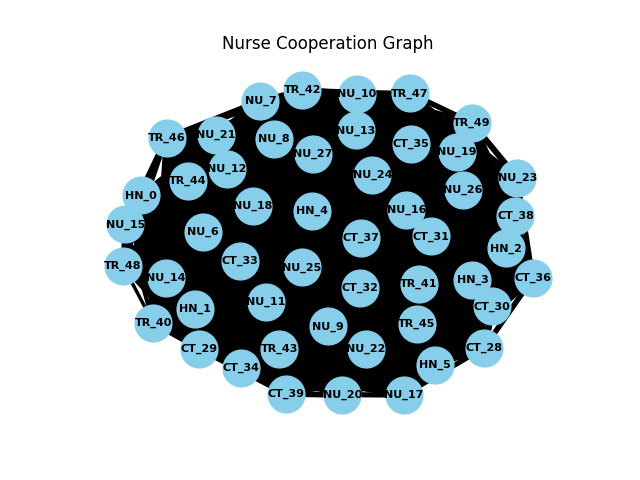 Nurse Cooperation Graph
TR_42
NU_10
TR_47
NU_7
TR_49
NU_13
NU_21
TR_46
NU_8
CT_35
NU_19
NU_27
NU_12
NU_24
NU_23
TR_44
NU_26
HN_0
NU_18
HN_4
NU_16
CT_38
NU_15
NU_6
CT_37
CT_31
HN_2
CT_33
TR_48
NU_25
NU_14
CT_36
HN_3
TR_41
CT_32
NU_11
CT_30
HN_1
TR_40
TR_45
NU_9
CT_29
TR_43
NU_22
CT_28
HN_5
CT_34
CT_39
NU_20
NU_17